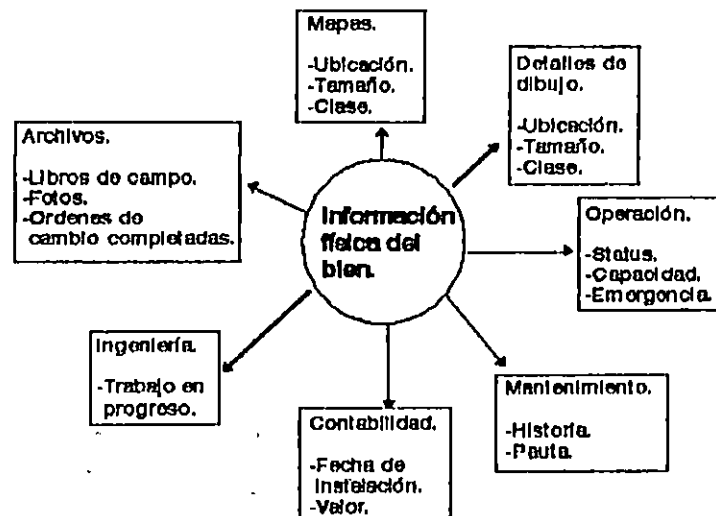 Mapas.
-Ubicación.
-Tamaño.
-Clase.
Detalles de
dibujo.
-Ubicación.
-Tamaño.
-Clase.
Archivos.
-Libros de campo.
-Fotos.
-Ordenes de
cambio completadas.
Información
física del
bien.
Operación.
-Status.
-Capacidad.
-Emergencia.
Ingeniería.
-Trabajo en
progreso.
Mantenimiento.
-Historia.
-Pauta.
Contabilidad.
-Fecha de
Instalación.
-Valor.